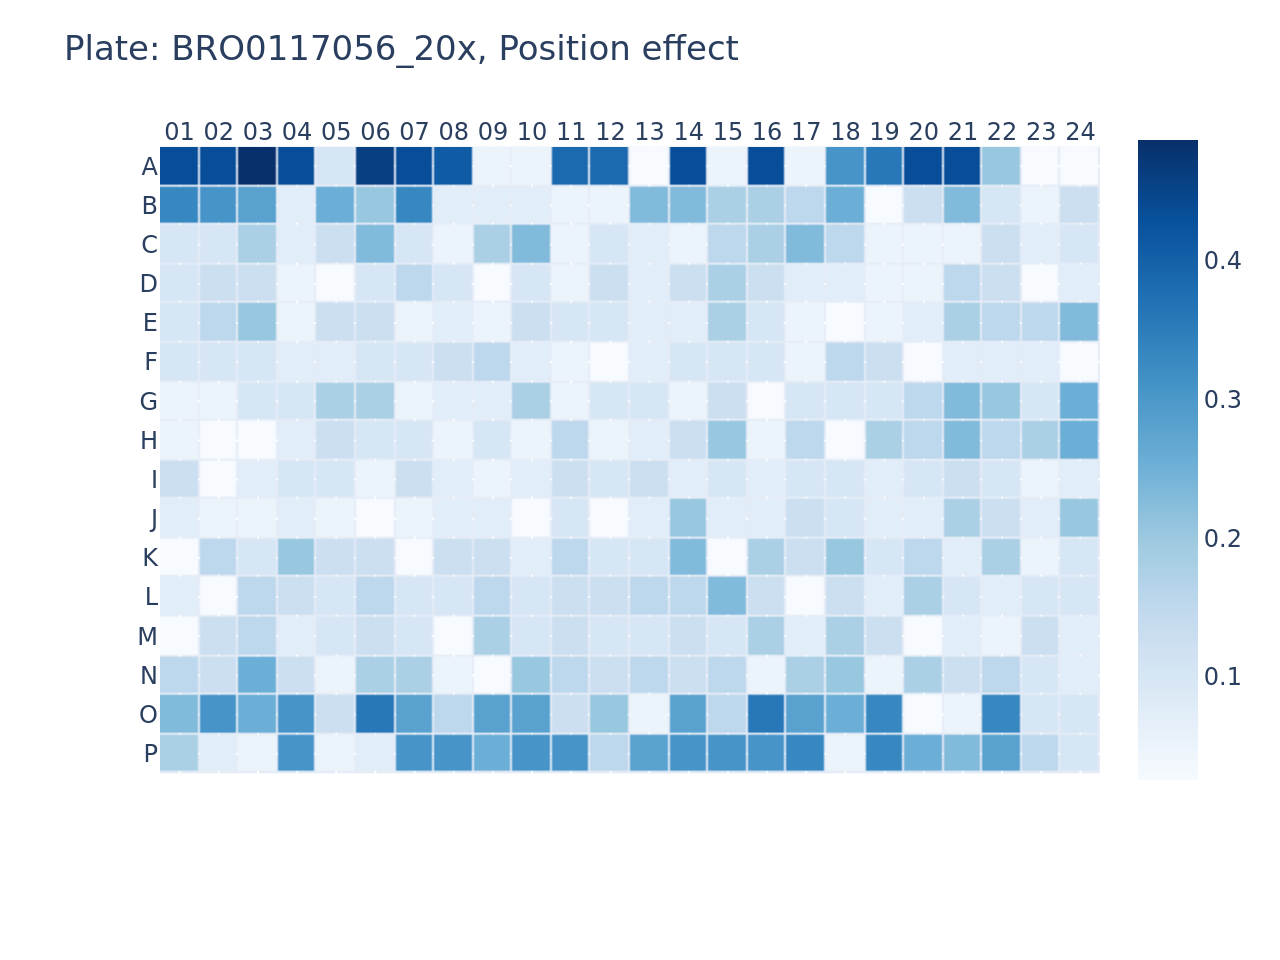 Plate: BRO0117056_20x, Position effect
01 02 03 04 05 06 07 08 09 10 11 12 13 14 15 16 17 18 19 20 21 22 23 24
A
B
C
D
E
F
G
H
I
J
K
L
M
N
O
P
0.4
0.3
0.2
0.1